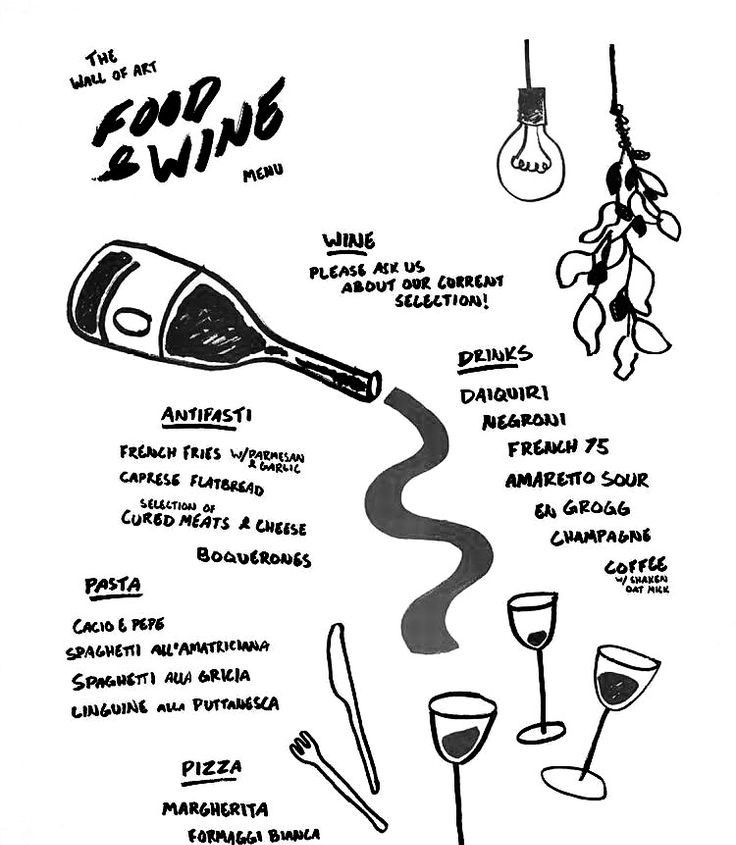 THE
WALL OF ART
FOOD
& WINE
MENU
WINE
PLEASE ASK US
ABOUT OUR CURRENT
SELECTION!
DRINKS
DAIQUIRI
NEGRONI
FRENCH 75
AMARETTO SOUR
EN GROGG
CHAMPAGNE
COFFEE
W/ SHAKEN
OAT MILK
ANTIPASTI
FRENCH FRIES W/PARMESAN
& GARLIC
CAPRESE FLATBREAD
SELECTION OF
CURED MEATS & CHEESE
BOQUERONES
PASTA
CACIO E PEPE
SPAGHETTI ALL'AMATRICIANA
SPAGHETTI ALLA GRICIA
LINGUINE ALLA PUTTANESCA
PIZZA
MARGHERITA
FORMAGGI BIANCA